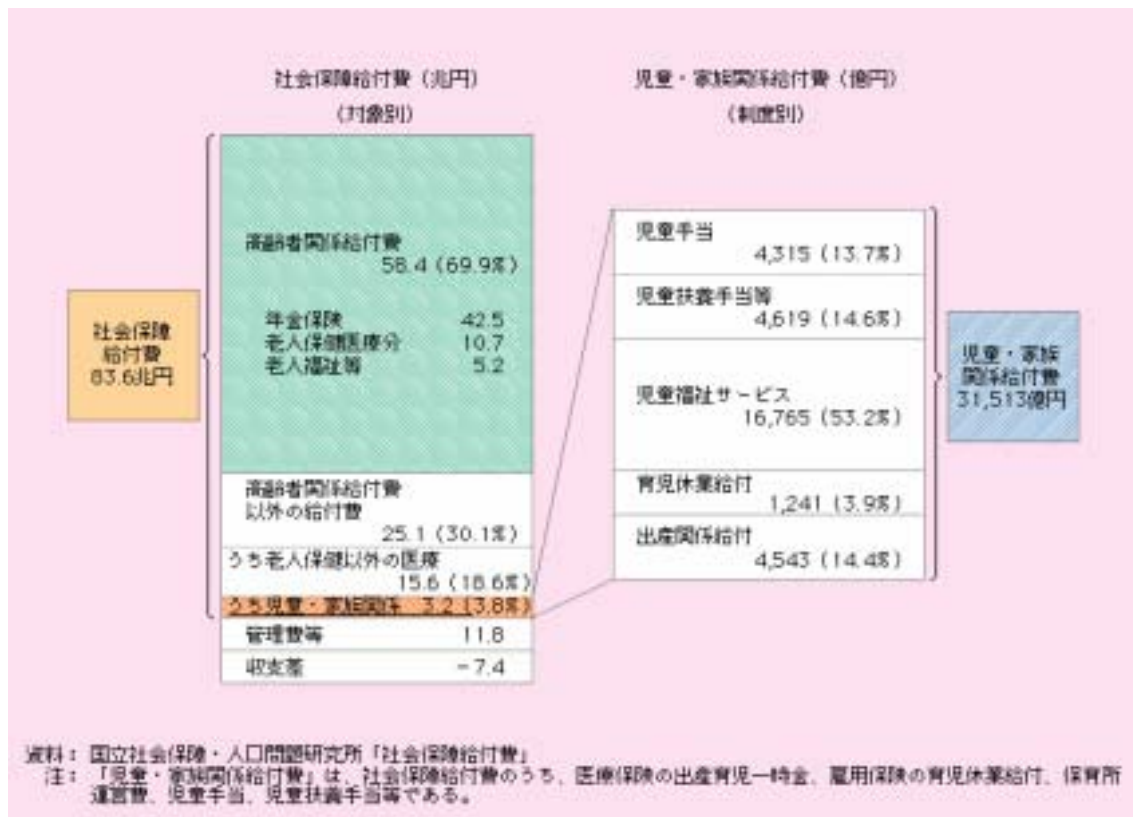 社会保障給付費（兆円）
（対象別）
児童・家族関係給付費（億円）
（制度別）
社会保障
給付費
83.6兆円
高齢者関係給付費
58.4（69.9%）
年金保険 42.5
老人保健医療分 10.7
老人福祉等 5.2
高齢者関係給付費
以外の給付費
25.1（30.1%）
うち老人保健以外の医療
15.6（18.6%）
うち児童・家族関係 3.2（3.8%）
管理費等 11.8
収支差 －7.4
児童手当
4,315（13.7%）
児童扶養手当等
4,619（14.6%）
児童福祉サービス
16,765（53.2%）
育児休業給付
1,241（3.9%）
出産関係給付
4,543（14.4%）
児童・家族
関係給付費
31,513億円
資料： 国立社会保障・人口問題研究所「社会保障給付費」
注： 「児童・家族関係給付費」は、社会保障給付費のうち、医療保険の出産育児一時金、雇用保険の育児休業給付、保育所
運営費、児童手当、児童扶養手当等である。